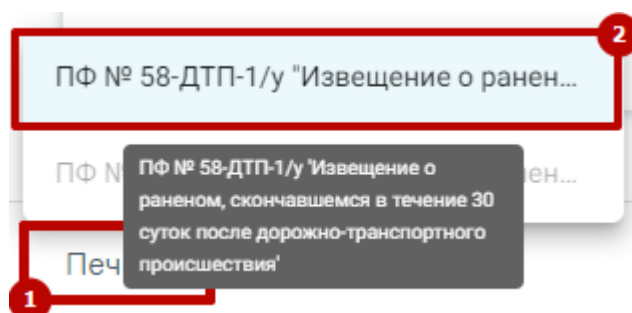 2
ПФ № 58-ДТП-1/у "Извещение о ранен...
ПФ № ен...
ПФ № 58-ДТП-1/у 'Извещение о
раненом, скончавшемся в течение 30
суток после дорожно-транспортного
происшествия'
Печ
1